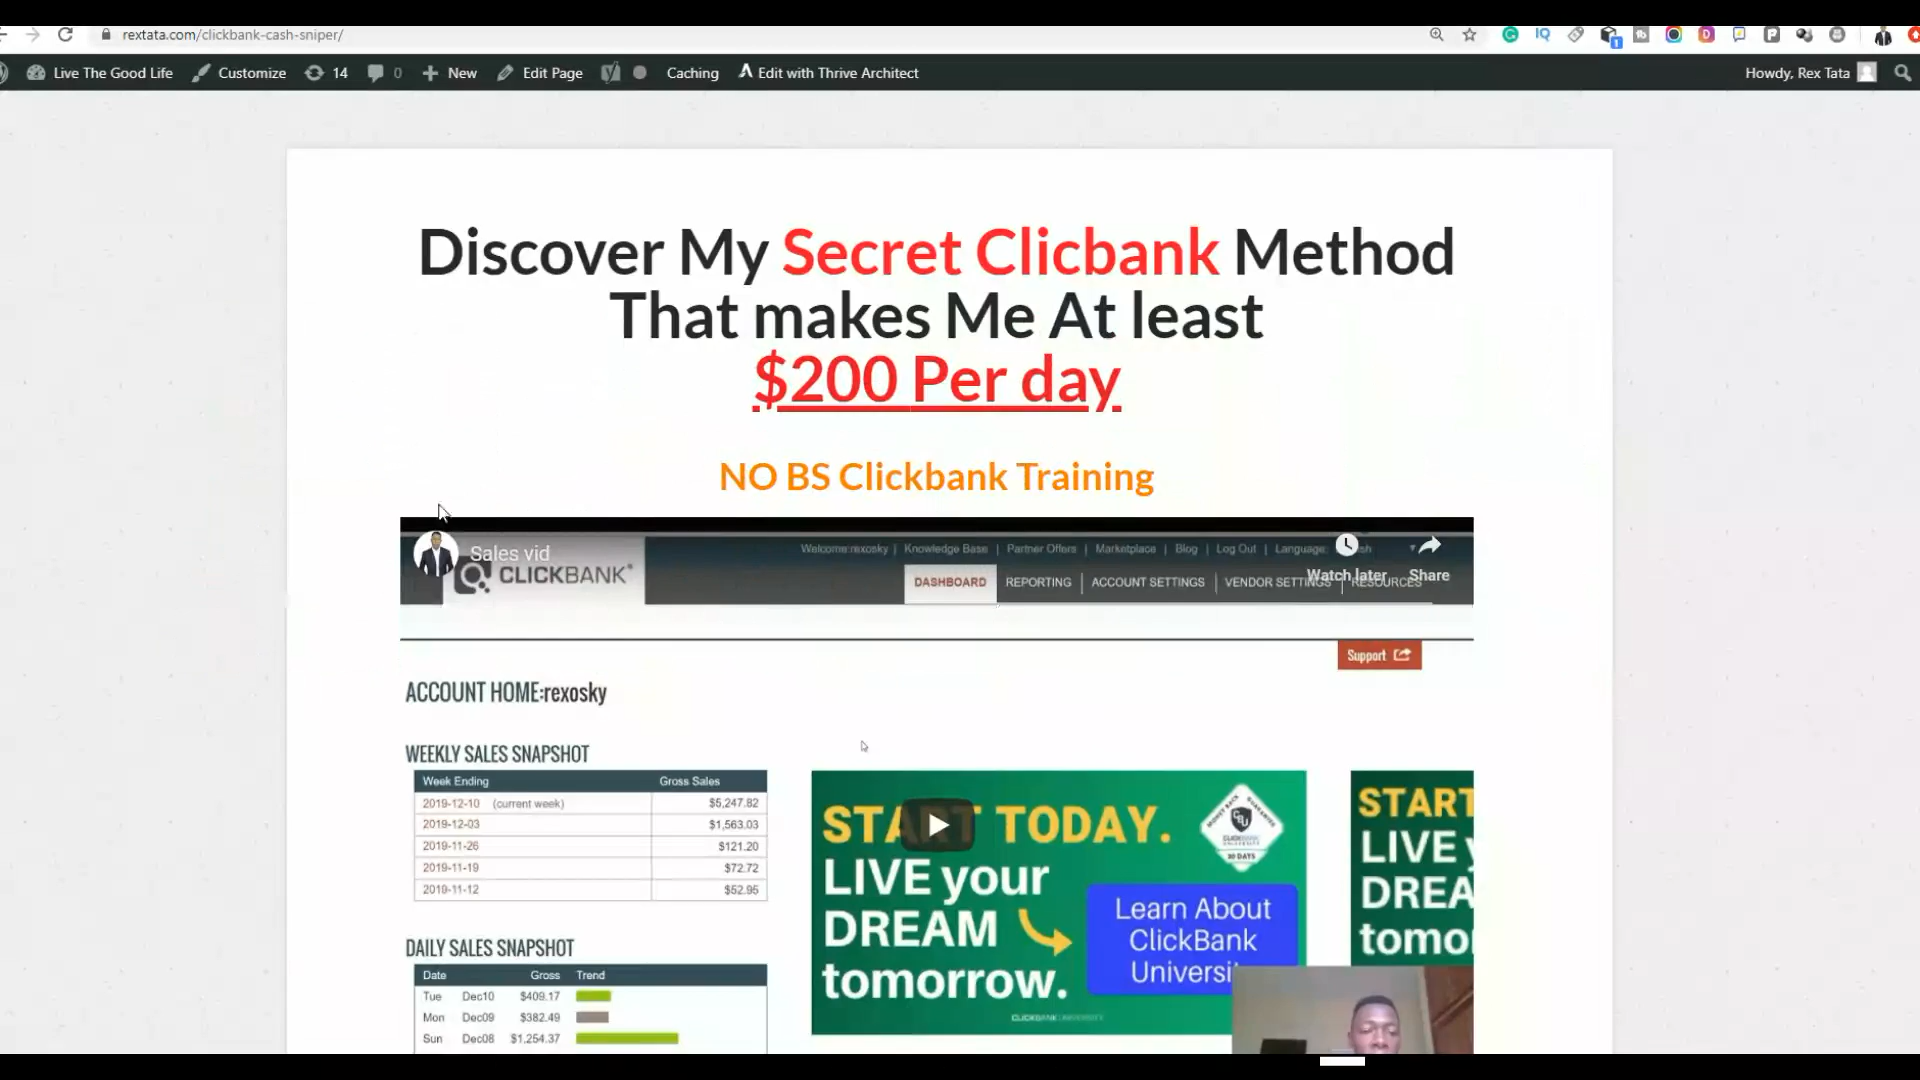 rextata.com/clickbank-cash-sniper/
Live The Good Life Customize 14 0 New Edit Page Caching Edit with Thrive Architect Howdy, Rex Tata
Discover My Secret Clicbank Method
That makes Me At least
$200 Per day
NO BS Clickbank Training
Sales vid
CLICKBANK
Welcome:rexosky | Knowledge Base | Partner Offers | Marketplace | Blog | Log Out | Language:
Watch later Share
DASHBOARD REPORTING ACCOUNT SETTINGS VENDOR SETTINGS RESOURCES
Support
ACCOUNT HOME:rexosky
WEEKLY SALES SNAPSHOT
Week Ending Gross Sales
2019-12-10 (current week) $5,247.82
2019-12-03 $1,563.03
2019-11-26 $121.20
2019-11-19 $72.72
2019-11-12 $52.95
DAILY SALES SNAPSHOT
Date Gross Trend
Tue Dec10 $409.17
Mon Dec09 $382.49
Sun Dec08 $1,254.37
START TODAY.
LIVE your
DREAM
tomorrow.
Learn About
ClickBank
Universi
30 DAYS
CLICKBANK UNIVERSITY
START
LIVE
DREA
tomo